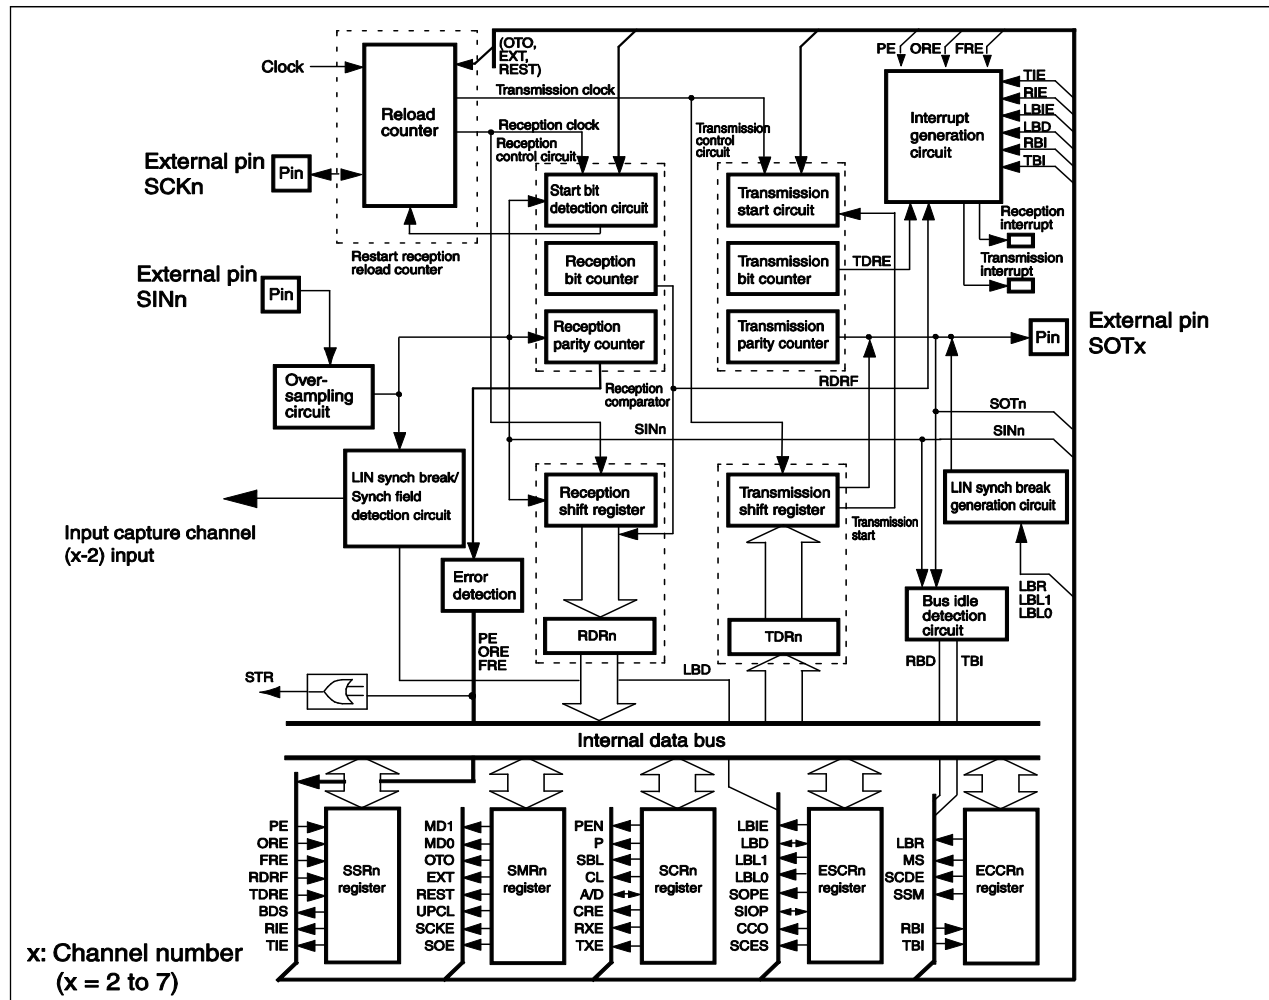 (OTO,
EXT,
REST)
PE ORE FRE
Clock
Reload
counter
Transmission clock
Reception clock
Reception
control circuit
Transmission
control
circuit
Interrupt
generation
circuit
TIE
RIE
LBIE
LBD
RBI
TBI
External pin
SCKn
Pin
Start bit
detection circuit
Transmission
start circuit
Reception
interrupt
Transmission
interrupt
Restart reception
reload counter
Reception
bit counter
Transmission
bit counter
TDRE
External pin
SINn
Pin
Reception
parity counter
Transmission
parity counter
Pin
External pin
SOTx
Over-
sampling
circuit
Reception
comparator
RDRF
SOTn
SINn
SINn
LIN synch break/
Synch field
detection circuit
Reception
shift register
Transmission
shift register
Transmission
start
LIN synch break
generation circuit
Input capture channel
(x-2) input
Error
detection
LBR
LBL1
LBL0
Bus idle
detection
circuit
RDRn
TDRn
PE
ORE
FRE
LBD
RBD
TBI
STR
Internal data bus
PE
ORE
FRE
RDRF
TDRE
BDS
RIE
TIE
SSRn
register
MD1
MD0
OTO
EXT
REST
UPCL
SCKE
SOE
SMRn
register
PEN
P
SBL
CL
A/D
CRE
RXE
TXE
SCRn
register
LBIE
LBD
LBL1
LBL0
SOPE
SIOP
CCO
SCES
ESCRn
register
LBR
MS
SCDE
SSM
RBI
TBI
ECCRn
register
x: Channel number
(x = 2 to 7)